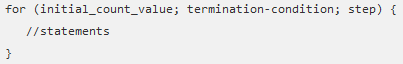 for (initial_count_value; termination-condition; step) {
//statements
}